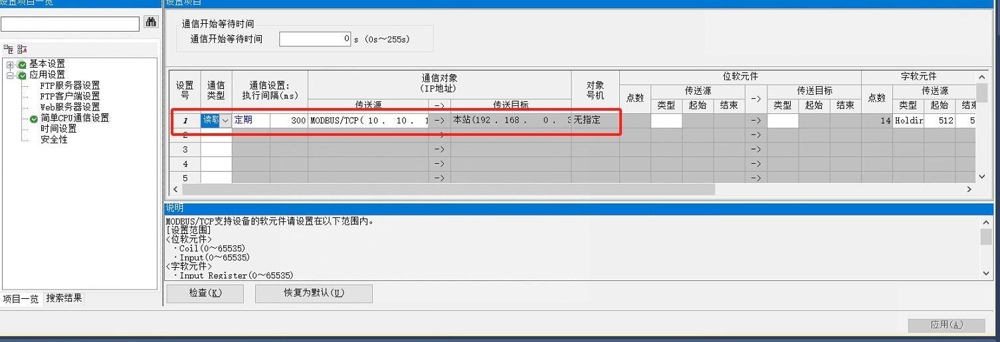 设置项目一览
设置项目
通信开始等待时间
通信开始等待时间 0 s (0s～255s)
基本设置
应用设置
FTP服务器设置
FTP客户端设置
Web服务器设置
简单CPU通信设置
时间设置
安全性
设置号 通信类型 通信设置:执行间隔(ms) 通信对象(IP地址) 对象号机 位软元件 字软元件
点数 传送源 -> 传送目标 点数 传送源
传送源 -> 传送目标 类型 起始 结束 类型 起始 结束 类型 起始 结束
1 读取 定期 300 MODBUS/TCP( 10. 10. 1 -> 本站(192.168. 0. 3 无指定 -> 14 Holdin 512 5
2 -> ->
3 -> ->
4 -> ->
5 -> ->
说明
MODBUS/TCP支持设备的软元件请设置在以下范围内。
[设置范围]
<位软元件>
・Coil(0～65535)
・Input(0～65535)
<字软元件>
・Input Register(0～65535)
项目一览 搜索结果
检查(K) 恢复为默认(U)
应用(A)